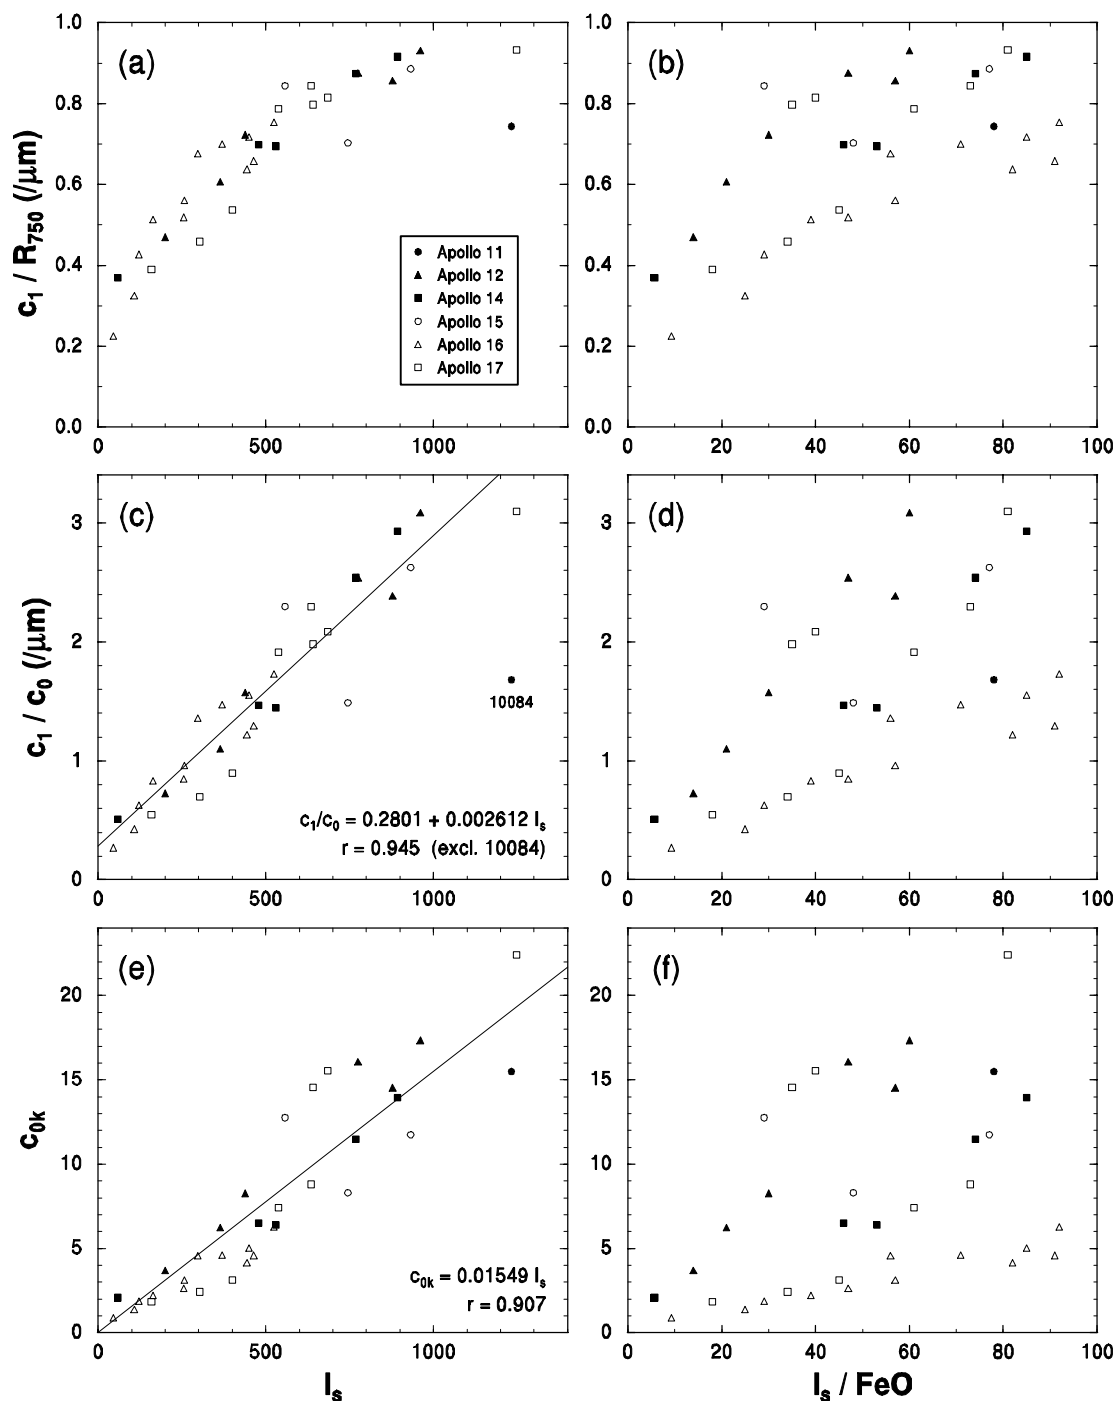 1.0
0.8
0.6
0.4
0.2
0.0
0 500 1000
c1 / R750 (/μm)
(a)
Apollo 11
Apollo 12
Apollo 14
Apollo 15
Apollo 16
Apollo 17
1.0
0.8
0.6
0.4
0.2
0.0
0 20 40 60 80 100
(b)
3
2
1
0
0 500 1000
c1 / c0 (/μm)
(c)
10084
c1/c0 = 0.2801 + 0.002612 Is
r = 0.945 (excl. 10084)
3
2
1
0
0 20 40 60 80 100
(d)
20
15
10
5
0
0 500 1000
c0k
(e)
c0k = 0.01549 Is
r = 0.907
Is
20
15
10
5
0
0 20 40 60 80 100
(f)
Is / FeO